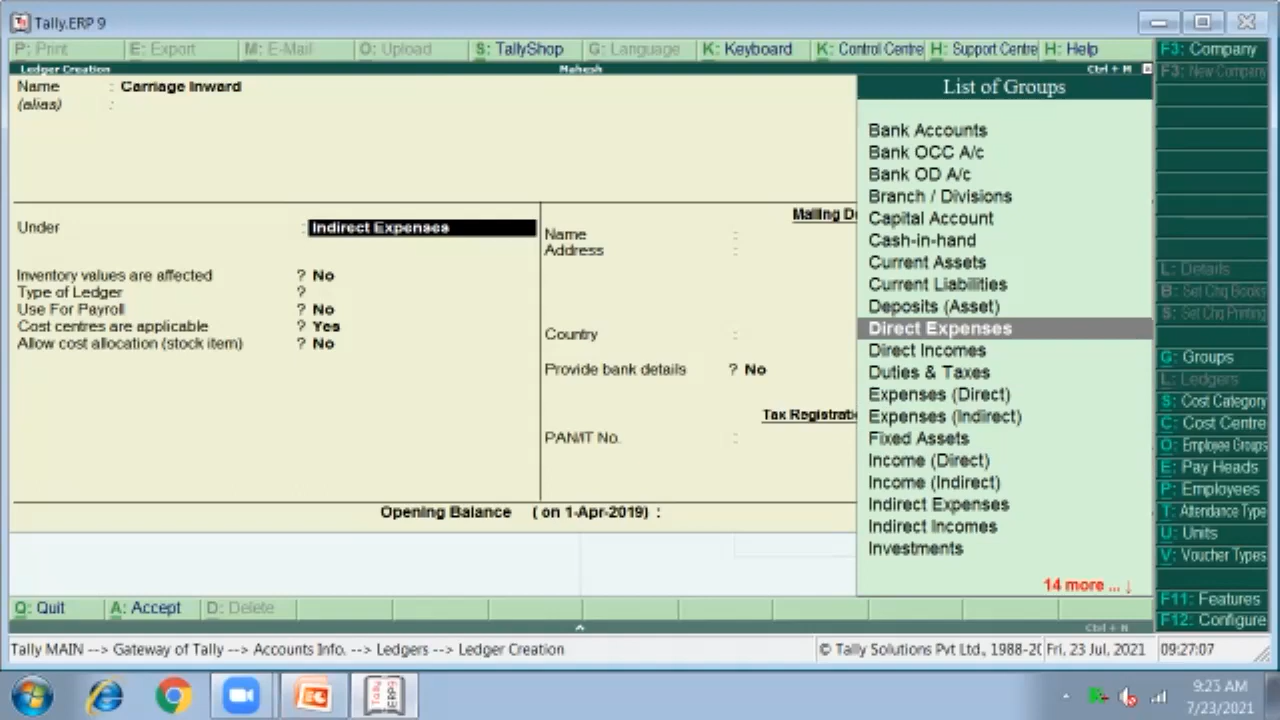 Tally.ERP 9
P: Print E: Export M: E-Mail O: Upload S: TallyShop G: Language K: Keyboard K: Control Centre H: Support Centre H: Help F3: Company
Ledger Creation Mahesh Ctrl + M F3: New Company
Name : Carriage Inward
(alias) :
List of Groups
Bank Accounts
Bank OCC A/c
Bank OD A/c
Branch / Divisions
Capital Account
Cash-in-hand
Current Assets
Current Liabilities
Deposits (Asset)
Direct Expenses
Direct Incomes
Duties & Taxes
Expenses (Direct)
Expenses (Indirect)
Fixed Assets
Income (Direct)
Income (Indirect)
Indirect Expenses
Indirect Incomes
Investments
14 more ... ↓
Under : Indirect Expenses
Inventory values are affected ? No
Type of Ledger ?
Use For Payroll ? No
Cost centres are applicable ? Yes
Allow cost allocation (stock item) ? No
Mailing D
Name :
Address :
Country :
Provide bank details ? No
Tax Registratio
PAN/IT No. :
Opening Balance ( on 1-Apr-2019) :
L: Details
B: Set Chq Books
S: Set Chq Printing
G: Groups
L: Ledgers
S: Cost Category
C: Cost Centre
O: Employee Groups
E: Pay Heads
P: Employees
T: Attendance Type
U: Units
V: Voucher Types
F11: Features
F12: Configure
Q: Quit A: Accept D: Delete
Ctrl + N
Tally MAIN --> Gateway of Tally --> Accounts Info. --> Ledgers --> Ledger Creation © Tally Solutions Pvt Ltd., 1988-20 Fri, 23 Jul, 2021 09:27:07
Tally ERP9
9:23 AM
7/23/2021